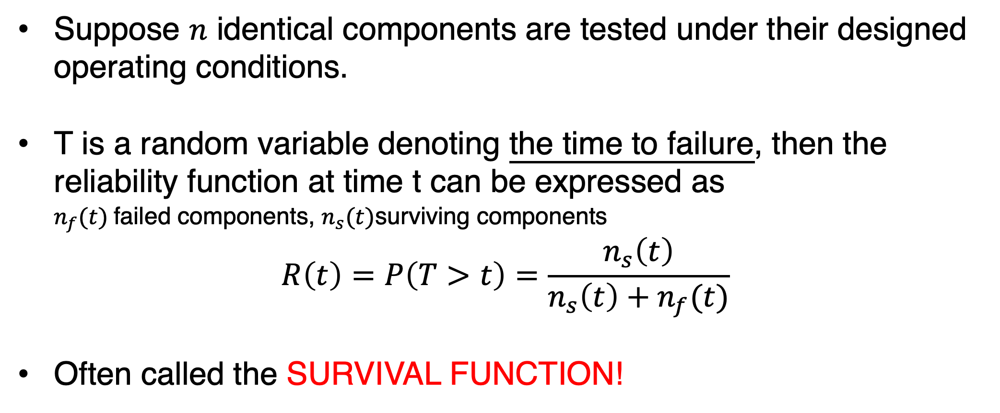 • Suppose 𝑛 identical components are tested under their designed
operating conditions.
• T is a random variable denoting the time to failure, then the
reliability function at time t can be expressed as
𝑛_𝑓(𝑡) failed components, 𝑛_𝑠(𝑡)surviving components
𝑅(𝑡) = 𝑃(𝑇 > 𝑡) = 𝑛_𝑠(𝑡) / (𝑛_𝑠(𝑡) + 𝑛_𝑓(𝑡))
• Often called the SURVIVAL FUNCTION!